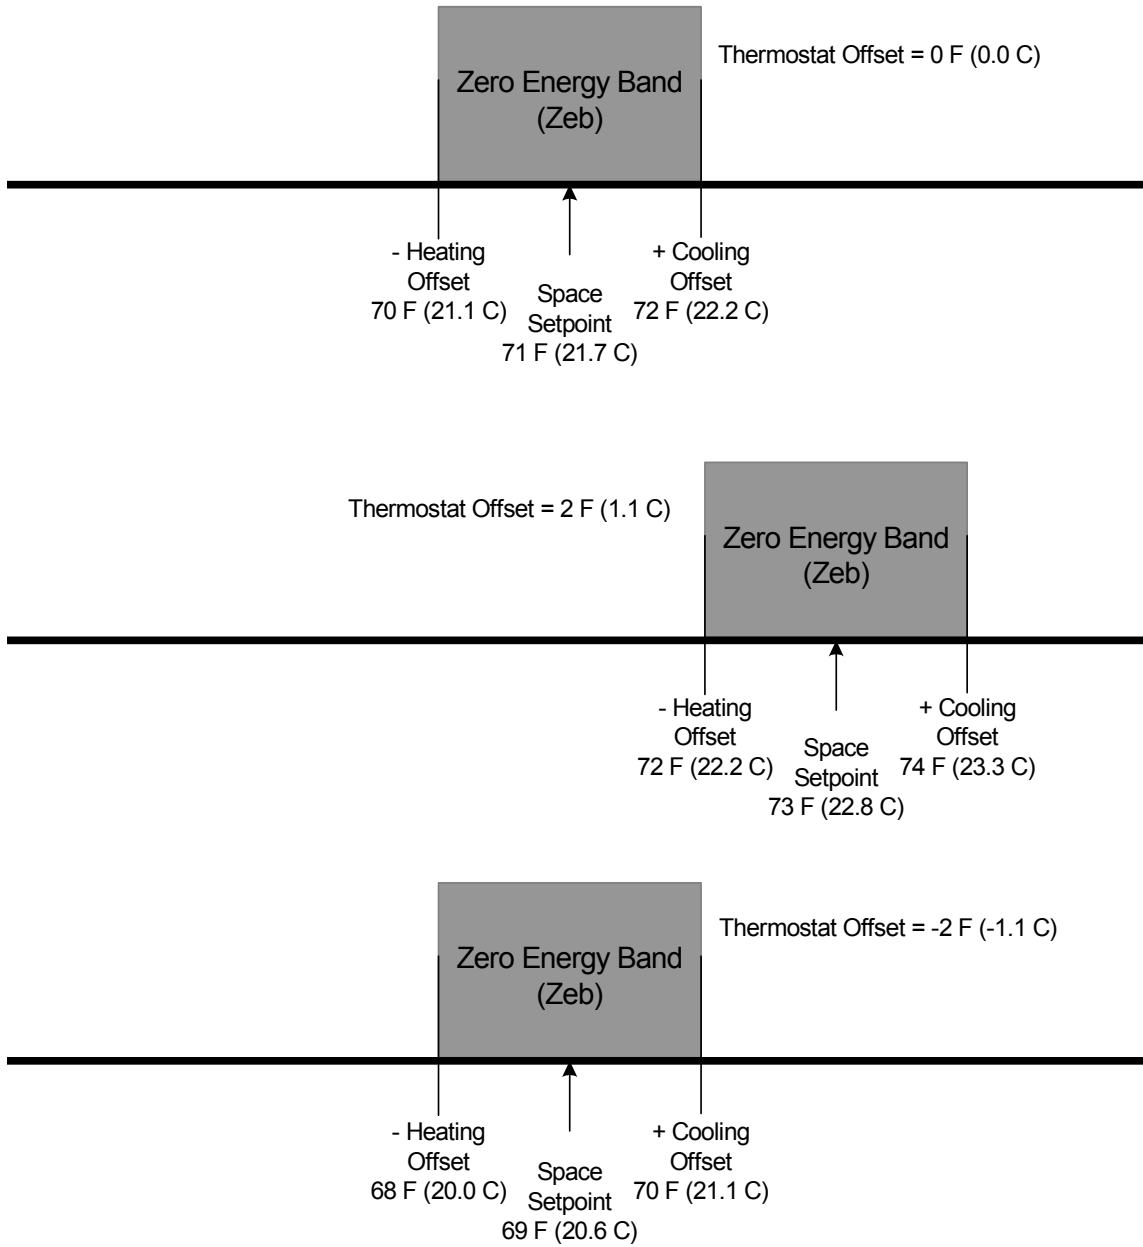 Thermostat Offset = 0 F (0.0 C)
Zero Energy Band
(Zeb)
- Heating
Offset
70 F (21.1 C)
Space
Setpoint
71 F (21.7 C)
+ Cooling
Offset
72 F (22.2 C)
Thermostat Offset = 2 F (1.1 C)
Zero Energy Band
(Zeb)
- Heating
Offset
72 F (22.2 C)
Space
Setpoint
73 F (22.8 C)
+ Cooling
Offset
74 F (23.3 C)
Thermostat Offset = -2 F (-1.1 C)
Zero Energy Band
(Zeb)
- Heating
Offset
68 F (20.0 C)
Space
Setpoint
69 F (20.6 C)
+ Cooling
Offset
70 F (21.1 C)